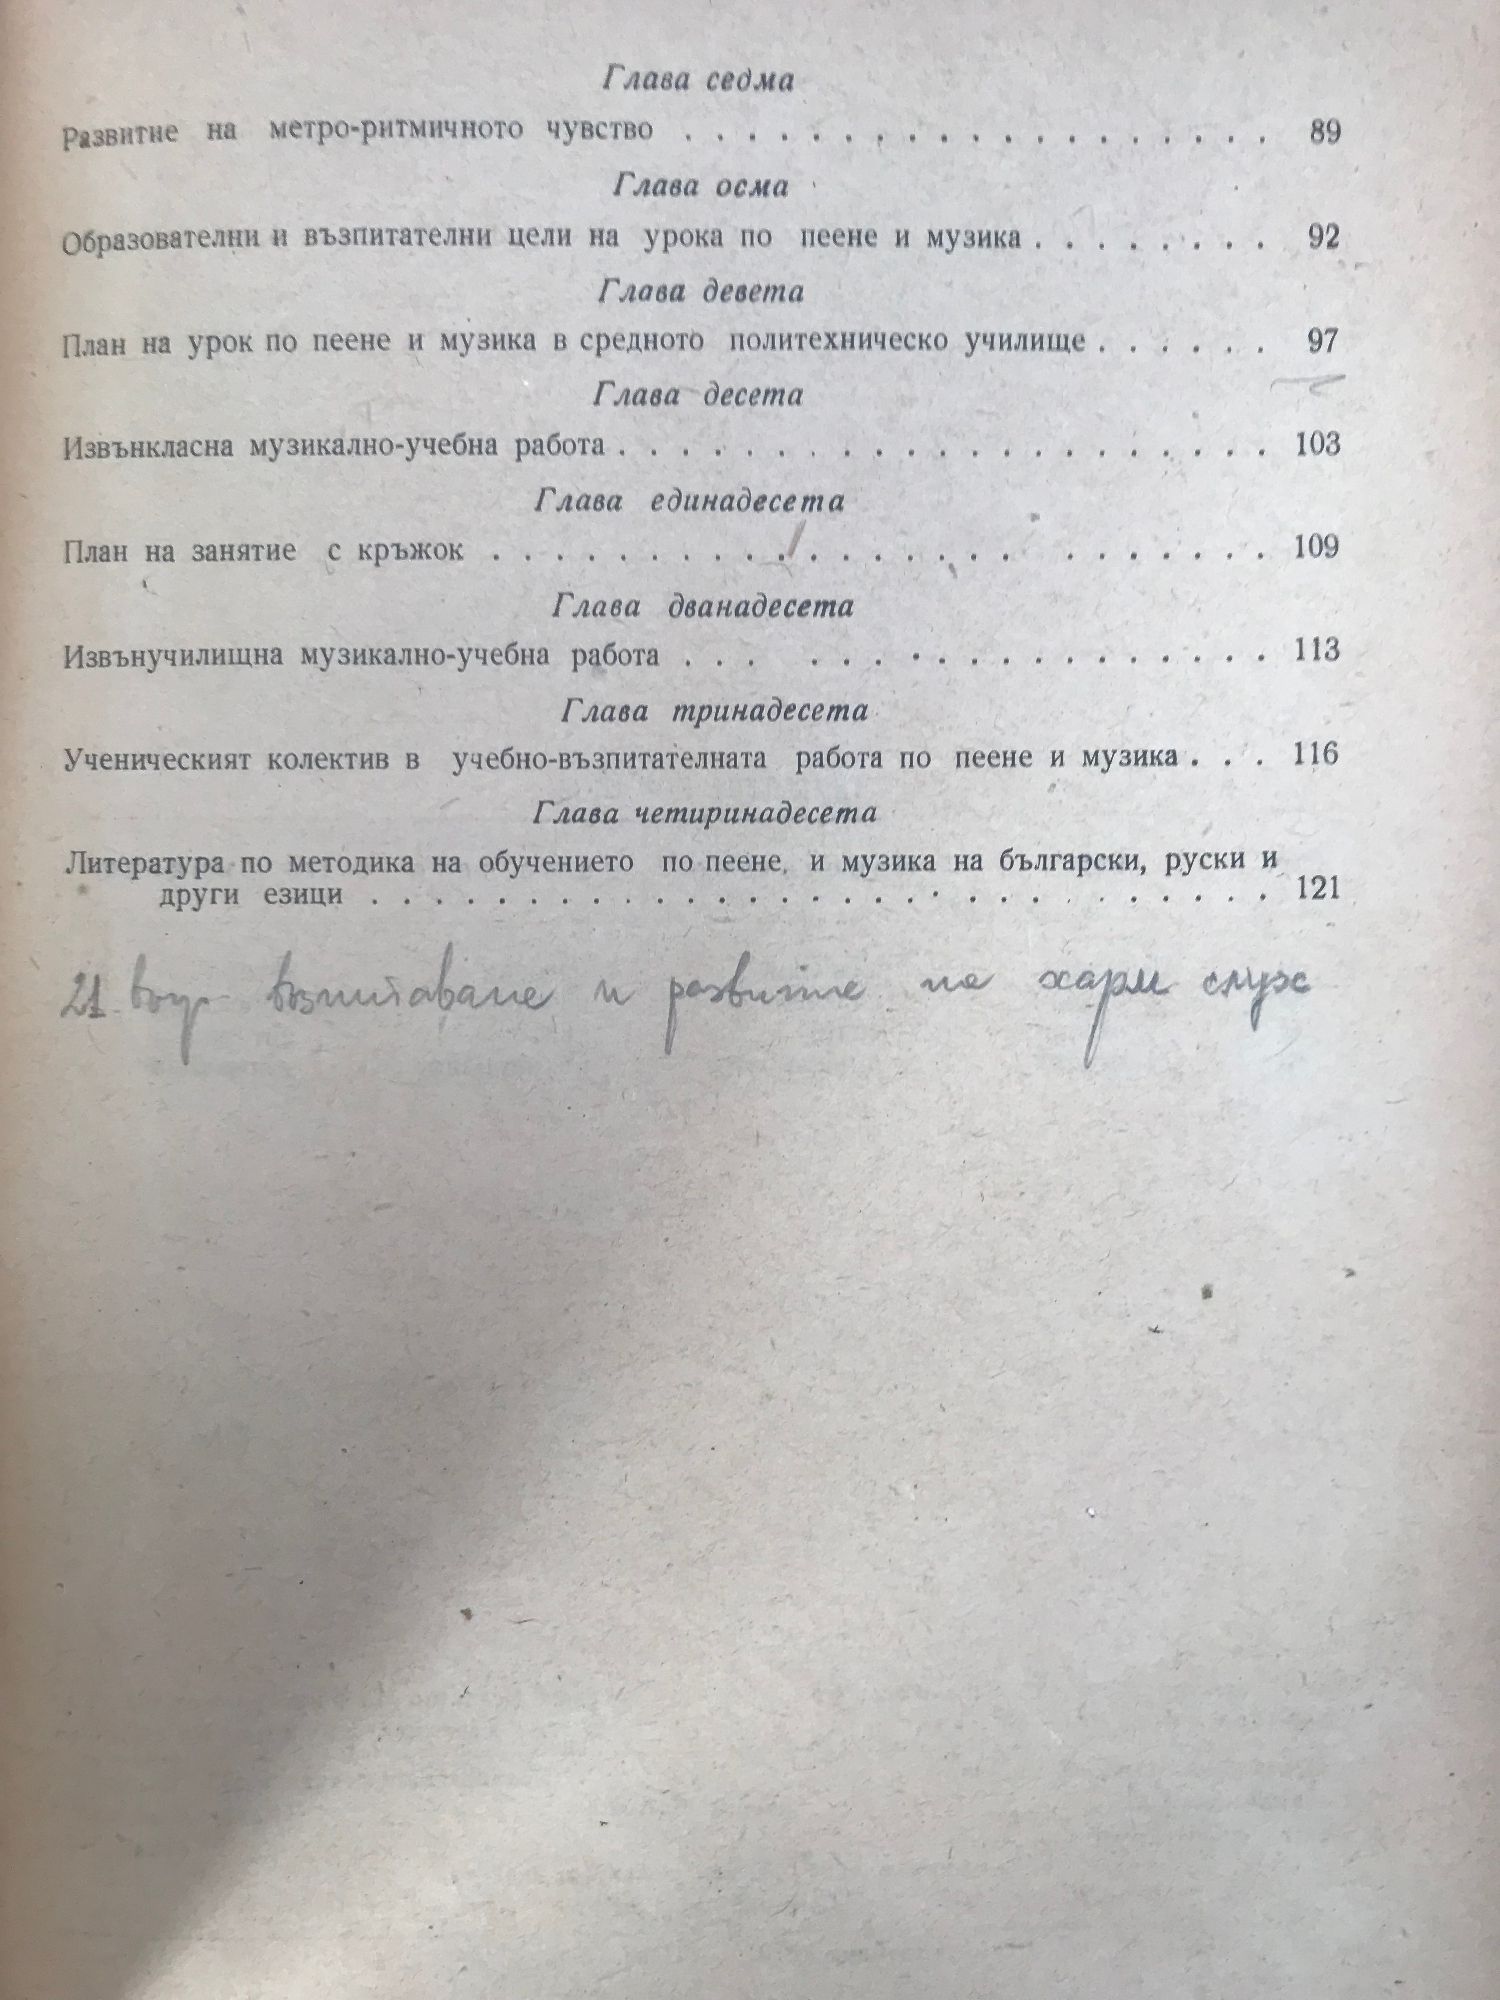 Глава седма
Развитие на метро-ритмичното чувство . . . . . . . . . . . . . . . . . . . 89
Глава осма
Образователни и възпитателни цели на урока по пеене и музика . . . . . . . . 92
Глава девета
План на урок по пеене и музика в средното политехническо училище . . . . . . 97
Глава десета
Извънкласна музикално-учебна работа . . . . . . . . . . . . . . . . . . . . . 103
Глава единадесета
План на занятие с кръжок . . . . . . . . . . . . . . . . . . . . . . . . 109
Глава дванадесета
Извънучилищна музикално-учебна работа . . . . . . . . . . . . . . . . . . 113
Глава тринадесета
Ученическият колектив в учебно-възпитателната работа по пеене и музика . . . 116
Глава четиринадесета
Литература по методика на обучението по пеене и музика на български, руски и
други езици . . . . . . . . . . . . . . . . . . . . . . . . . . . . . 121
21 въпр възпитаване и развитие на харм слух